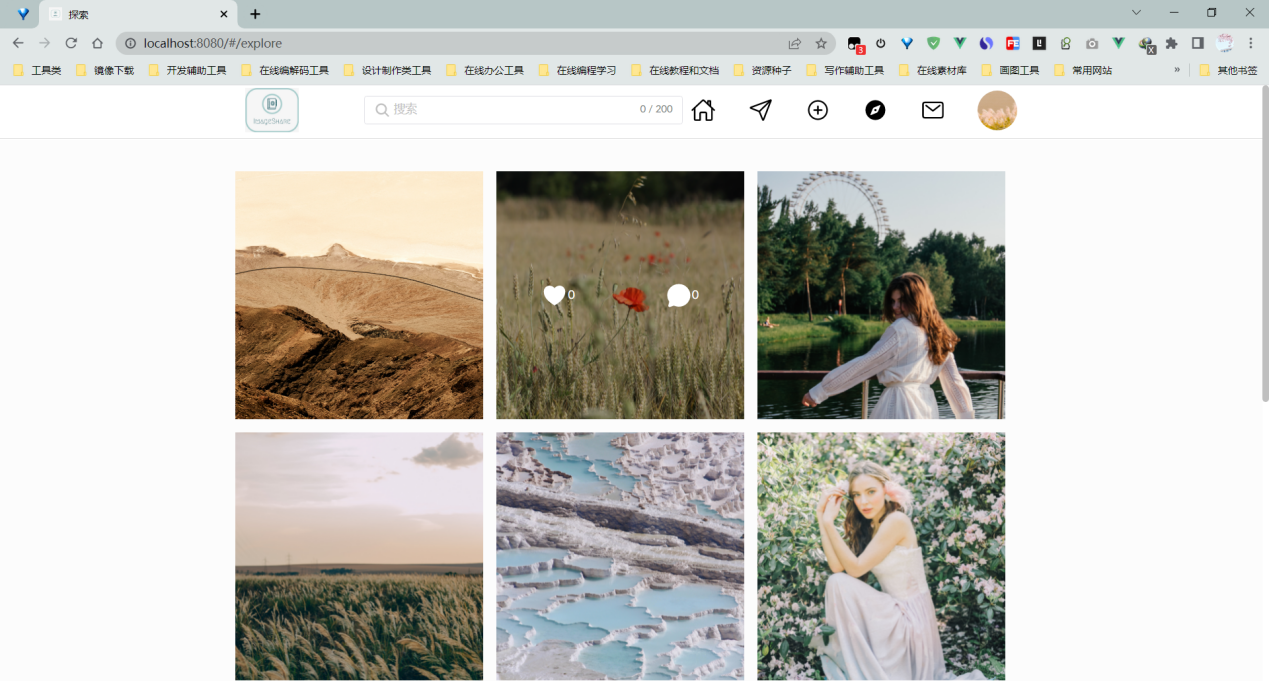 探索
localhost:8080/#/explore
3
工具类 镜像下载 开发辅助工具 在线编解码工具 设计制作类工具 在线办公工具 在线编程学习 在线教程和文档 资源种子 写作辅助工具 在线素材库 画图工具 常用网站 » 其他书签
ImageShare
搜索 0 / 200
0 0